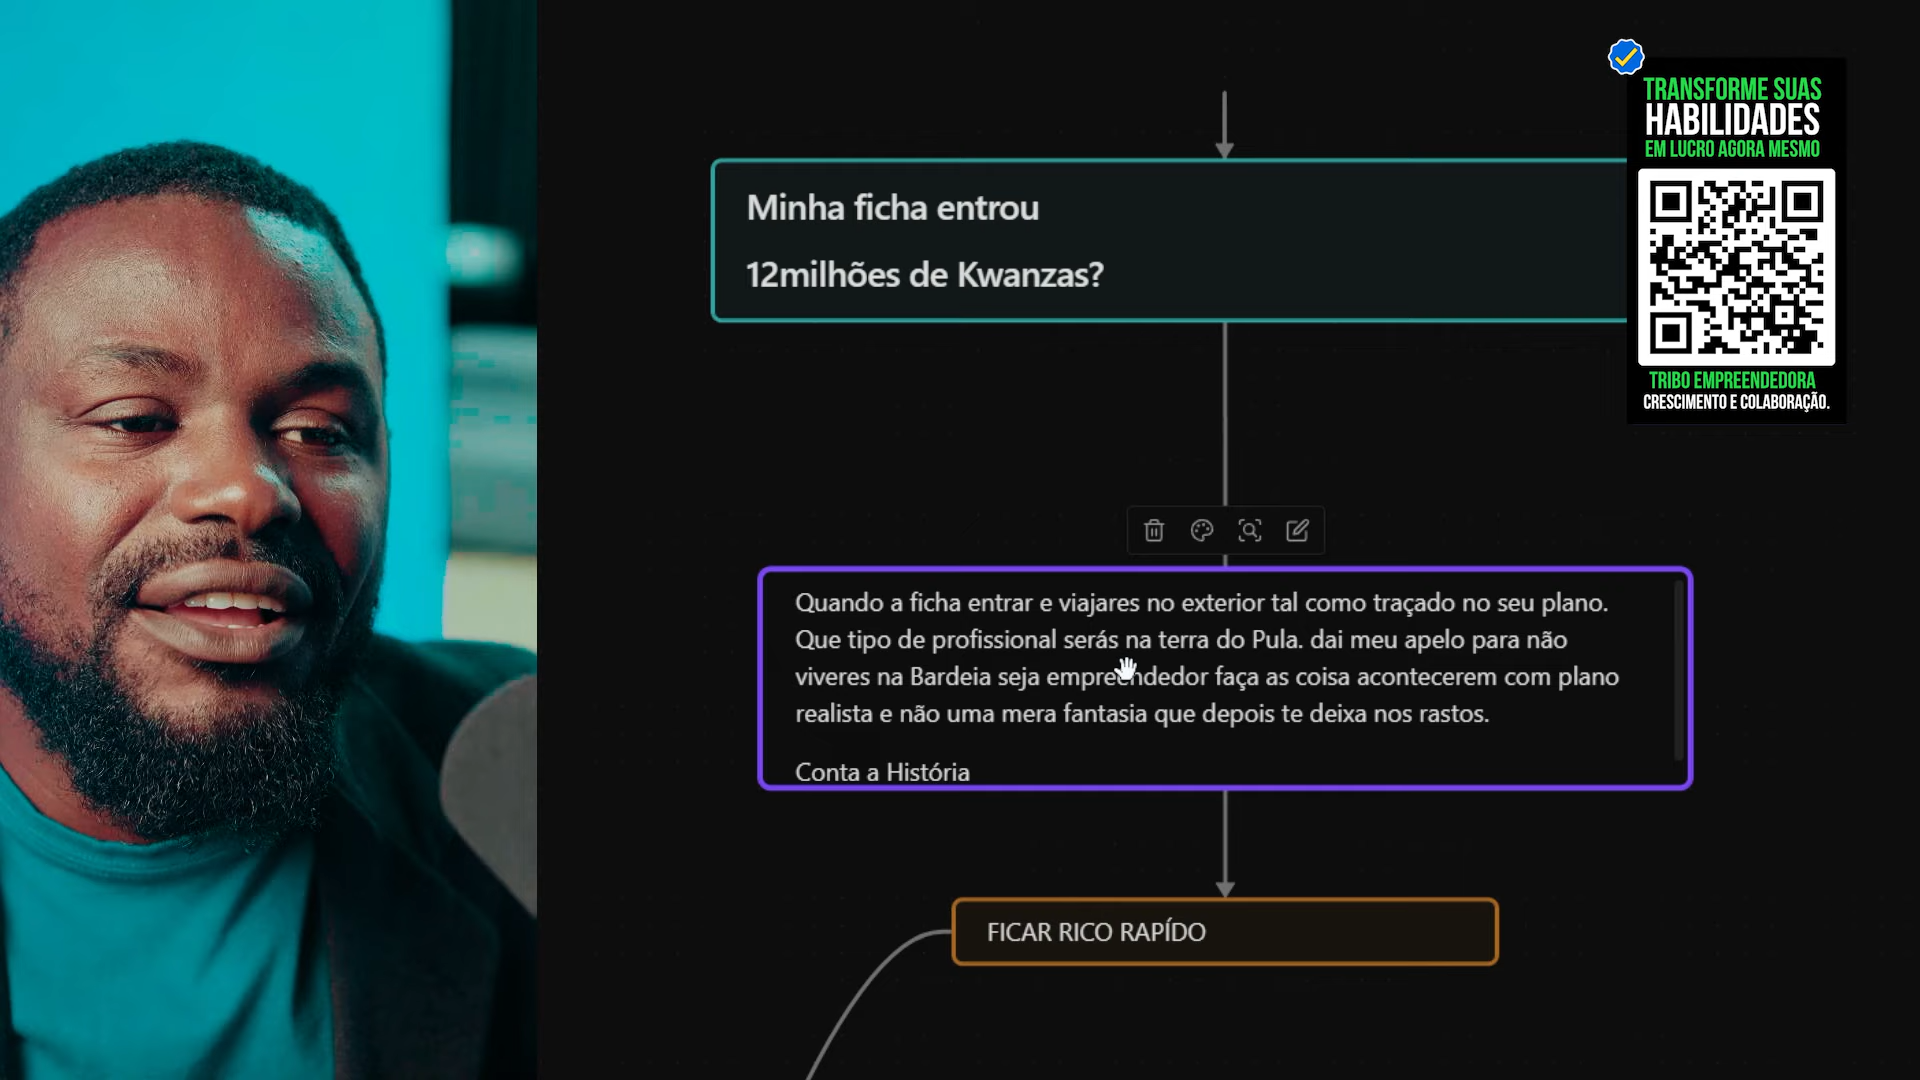 TRANSFORME SUAS
HABILIDADES
EM LUCRO AGORA MESMO
Minha ficha entrou
12milhões de Kwanzas?
TRIBO EMPREENDEDORA
CRESCIMENTO E COLABORAÇÃO.
Quando a ficha entrar e viajares no exterior tal como traçado no seu plano.
Que tipo de profissional serás na terra do Pula. dai meu apelo para não
viveres na Bardeia seja empreendedor faça as coisa acontecerem com plano
realista e não uma mera fantasia que depois te deixa nos rastos.
Conta a História
FICAR RICO RAPÍDO